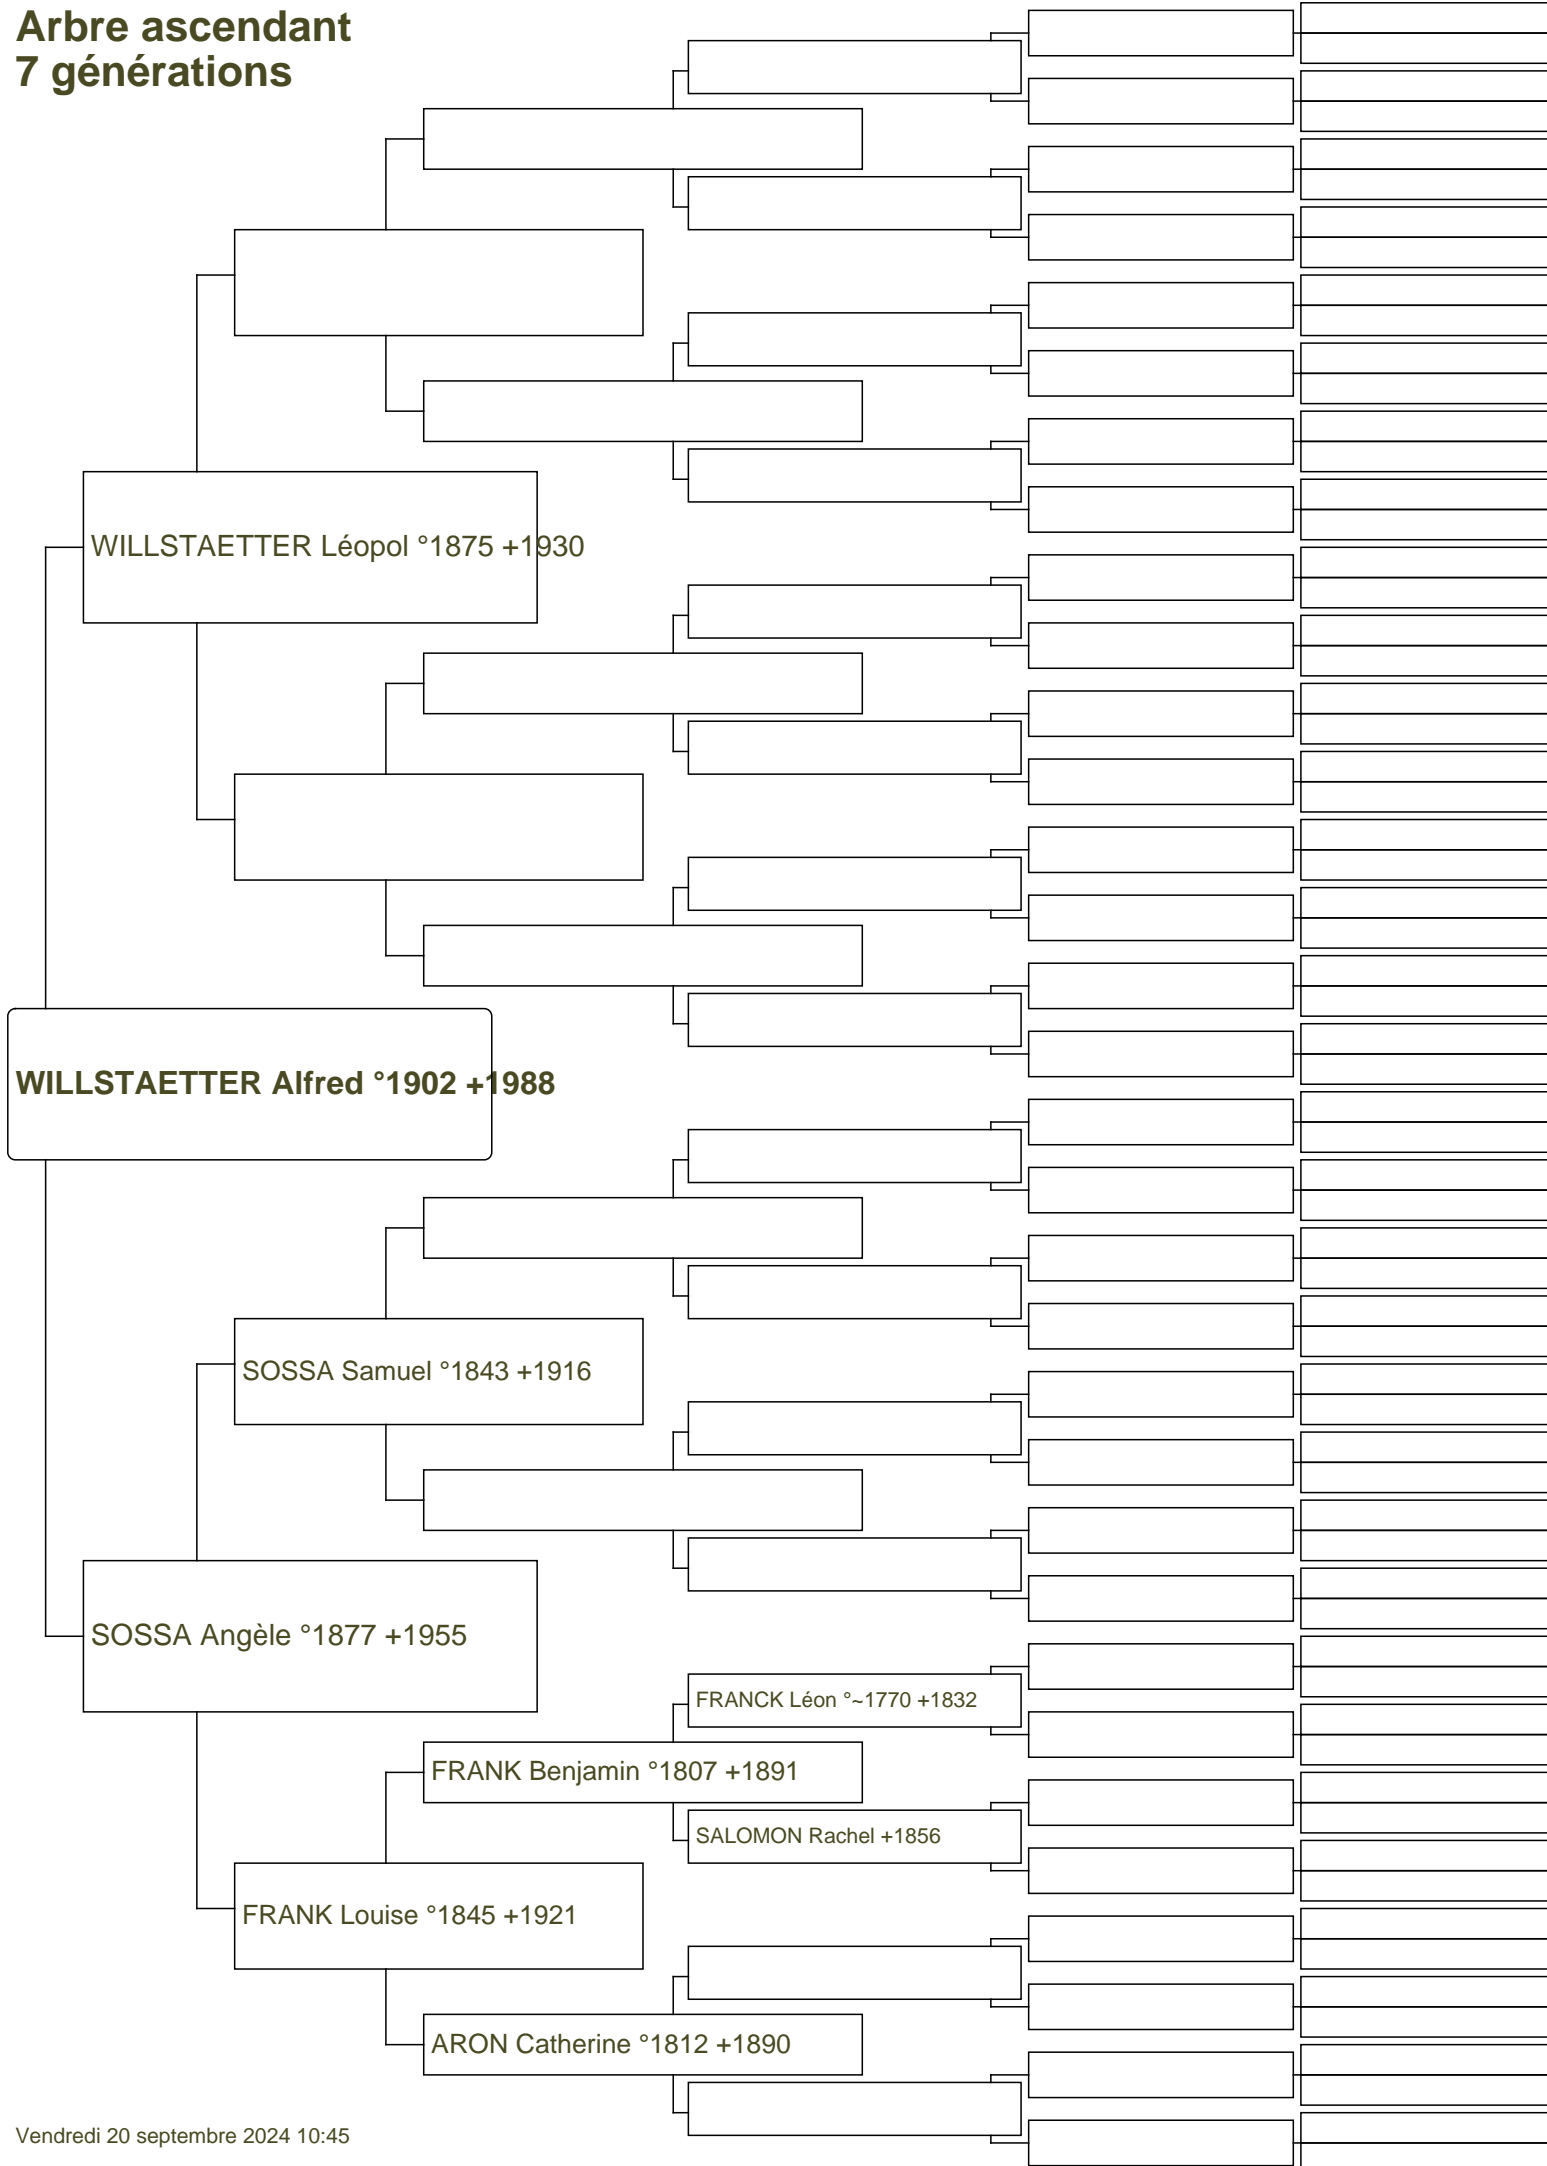 Arbre ascendant
7 générations
WILLSTAETTER Léopol °1875 +1930
WILLSTAETTER Alfred °1902 +1988
SOSSA Samuel °1843 +1916
SOSSA Angèle °1877 +1955
FRANCK Léon °~1770 +1832
FRANK Benjamin °1807 +1891
SALOMON Rachel +1856
FRANK Louise °1845 +1921
ARON Catherine °1812 +1890
Vendredi 20 septembre 2024 10:45